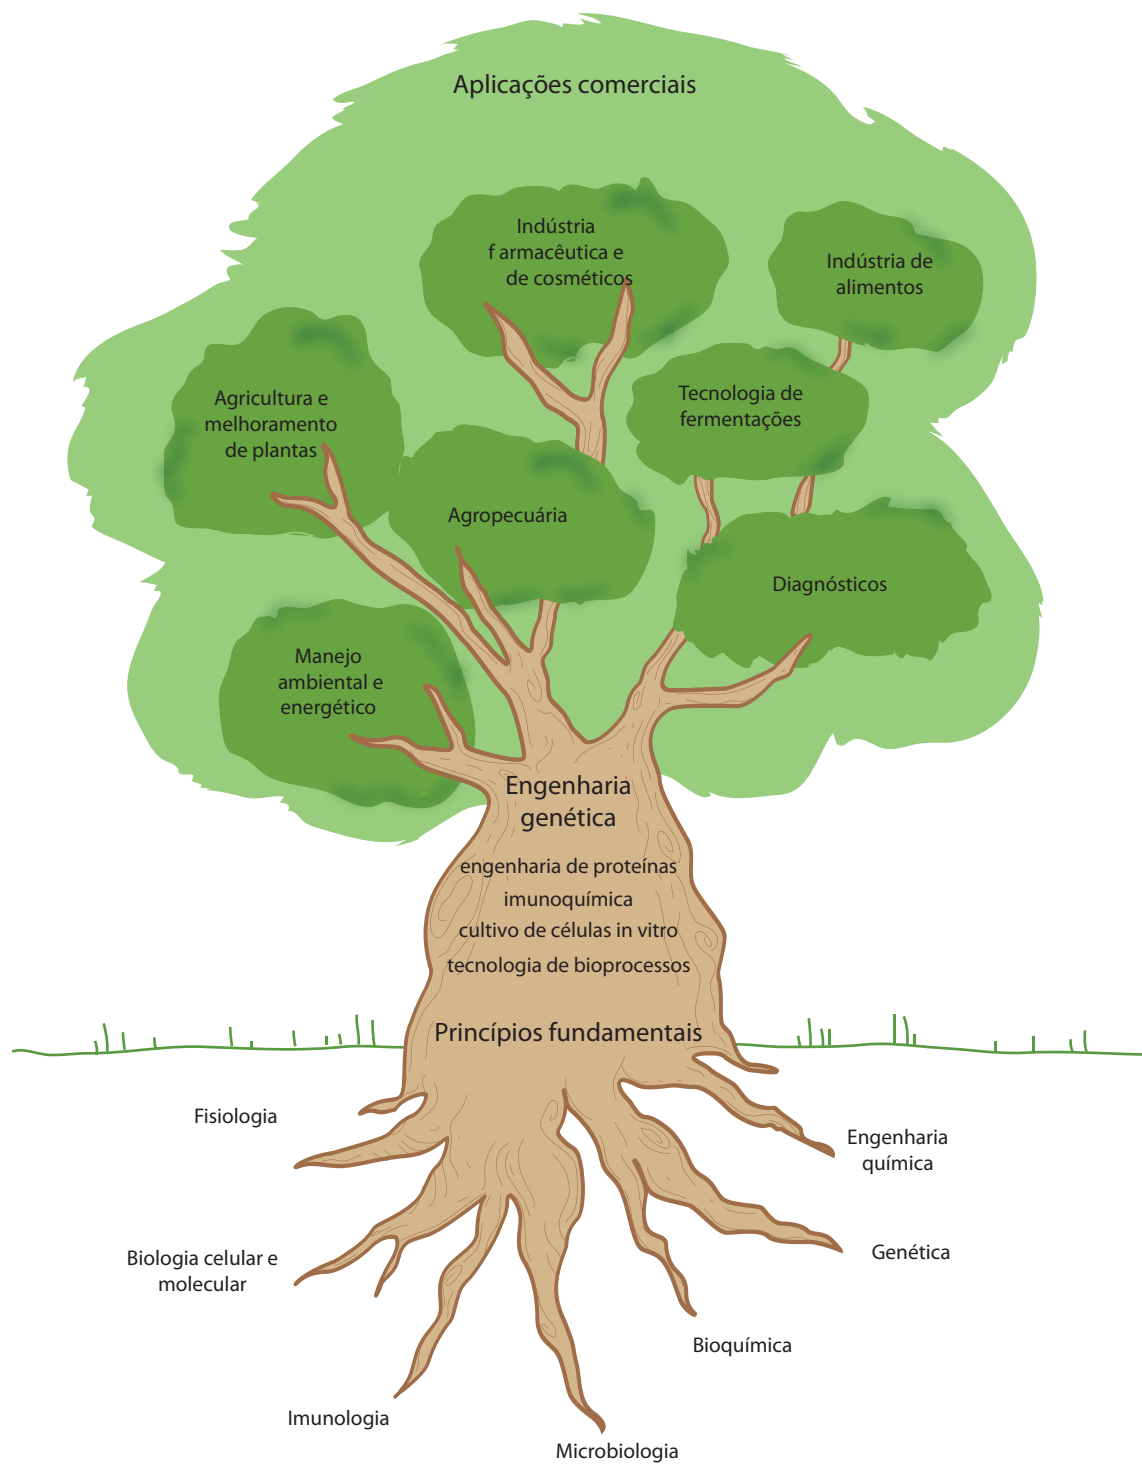 Aplicações comerciais
Indústria
f armacêutica e
de cosméticos
Indústria de
alimentos
Agricultura e
melhoramento
de plantas
Tecnologia de
fermentações
Agropecuária
Diagnósticos
Manejo
ambiental e
energético
Engenharia
genética
engenharia de proteínas
imunoquímica
cultivo de células in vitro
tecnologia de bioprocessos
Princípios fundamentais
Fisiologia
Engenharia
química
Biologia celular e
molecular
Genética
Bioquímica
Imunologia
Microbiologia